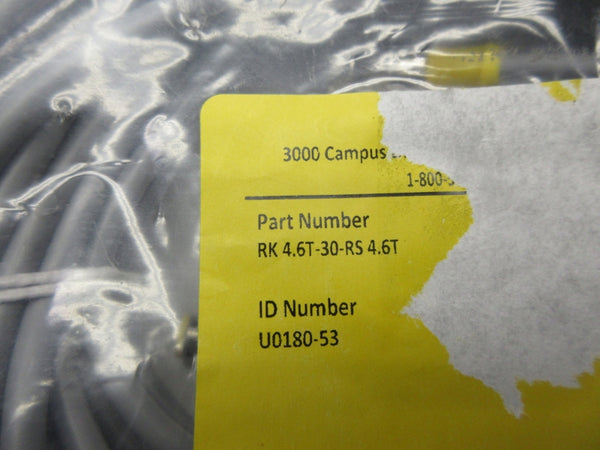 3000 Campus
1-800-
Part Number
RK 4.6T-30-RS 4.6T
ID Number
U0180-53